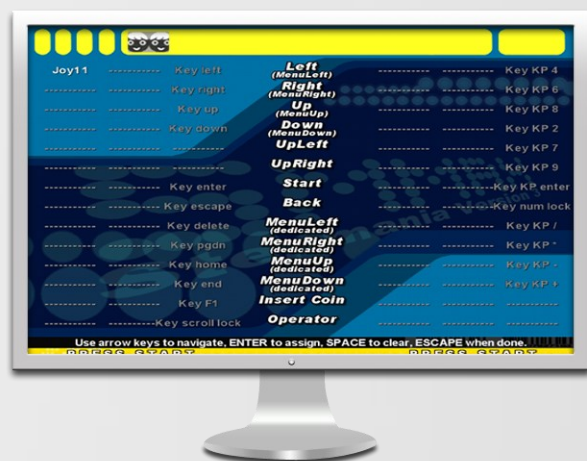 Joy11 ----------- Key left Left ----------- ----------- Key KP 4
(MenuLeft)
----------- ----------- Key right Right ----------- ----------- Key KP 6
(MenuRight)
----------- ----------- Key up Up ----------- ----------- Key KP 8
(MenuUp)
----------- ----------- Key down Down ----------- ----------- Key KP 2
(MenuDown)
----------- ----------- ----------- UpLeft ----------- ----------- Key KP 7
----------- ----------- ----------- UpRight ----------- ----------- Key KP 9
----------- ----------- Key enter Start ----------- ----------- Key KP enter
----------- ----------- Key escape Back ----------- ----------- Key num lock
----------- ----------- Key delete MenuLeft ----------- ----------- Key KP /
(dedicated)
----------- ----------- Key pgdn MenuRight ----------- ----------- Key KP *
(dedicated)
----------- ----------- Key home MenuUp ----------- ----------- Key KP -
(dedicated)
----------- ----------- Key end MenuDown ----------- ----------- Key KP +
(dedicated)
----------- ----------- Key F1 Insert Coin ----------- ----------- -----------
----------- ----------- Key scroll lock Operator ----------- ----------- -----------
Use arrow keys to navigate, ENTER to assign, SPACE to clear, ESCAPE when done.
PRESS START PRESS START